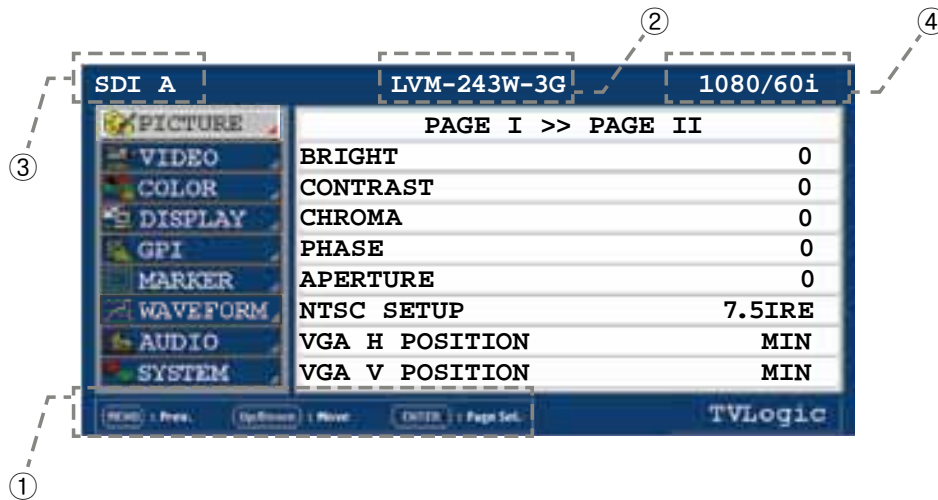 ② ④
SDI A LVM-243W-3G 1080/60i
③
PICTURE PAGE I >> PAGE II
VIDEO BRIGHT 0
COLOR CONTRAST 0
DISPLAY CHROMA 0
GPI PHASE 0
MARKER APERTURE 0
WAVEFORM NTSC SETUP 7.5IRE
AUDIO VGA H POSITION MIN
SYSTEM VGA V POSITION MIN
MENU : Prev. Up/Down : Move ENTER : Page Sel. TVLogic
①